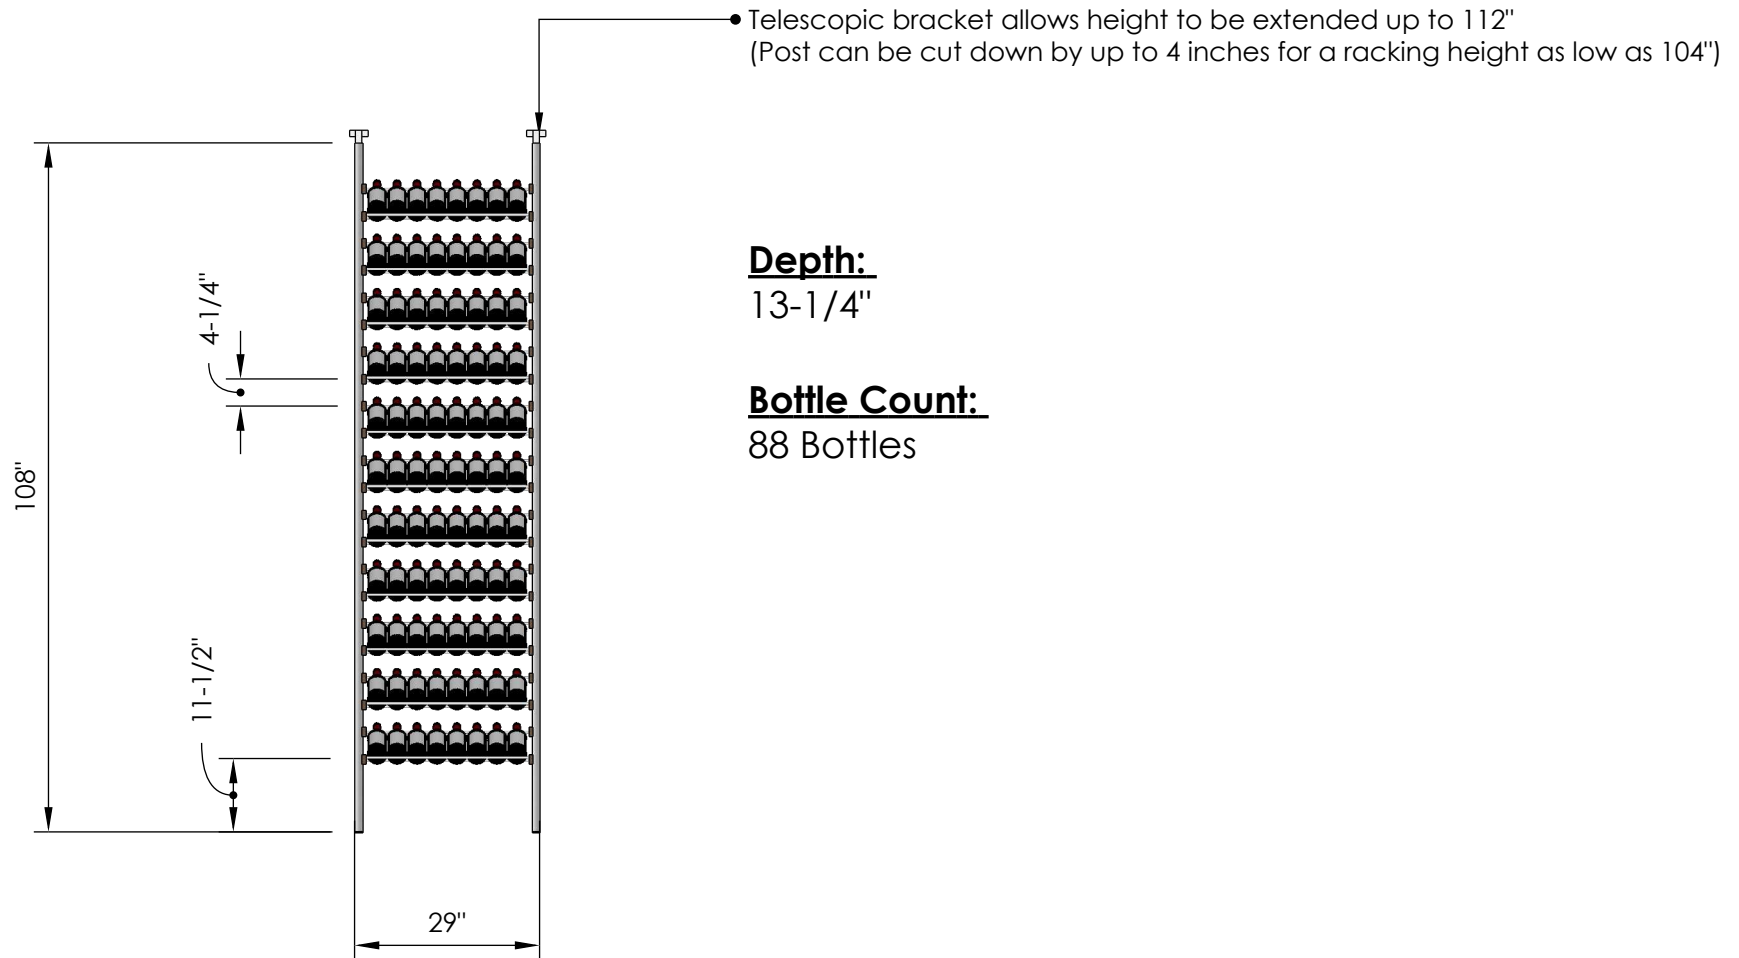 Telescopic bracket allows height to be extended up to 112"
(Post can be cut down by up to 4 inches for a racking height as low as 104")
Depth:
13-1/4"
4-1/4"
Bottle Count:
88 Bottles
108"
11-1/2"
29"